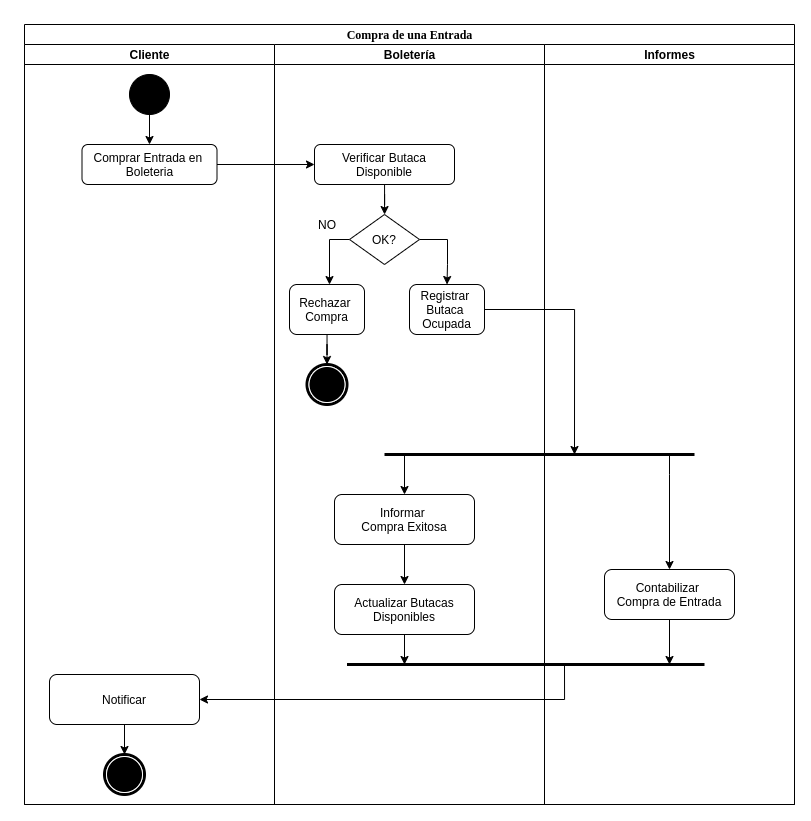 Compra de una Entrada
Cliente
Boletería
Informes
Comprar Entrada en
Boleteria
Verificar Butaca
Disponible
NO
OK?
Rechazar
Compra
Registrar
Butaca
Ocupada
Informar
Compra Exitosa
Contabilizar
Compra de Entrada
Actualizar Butacas
Disponibles
Notificar